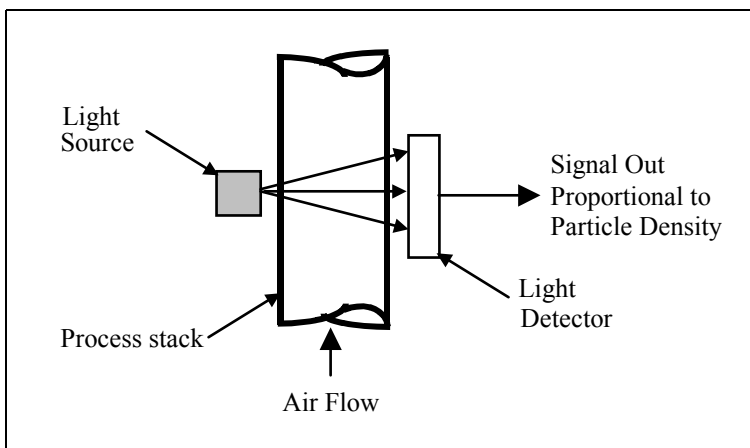 Light
Source
Signal Out
Proportional to
Particle Density
Light
Detector
Process stack
Air Flow